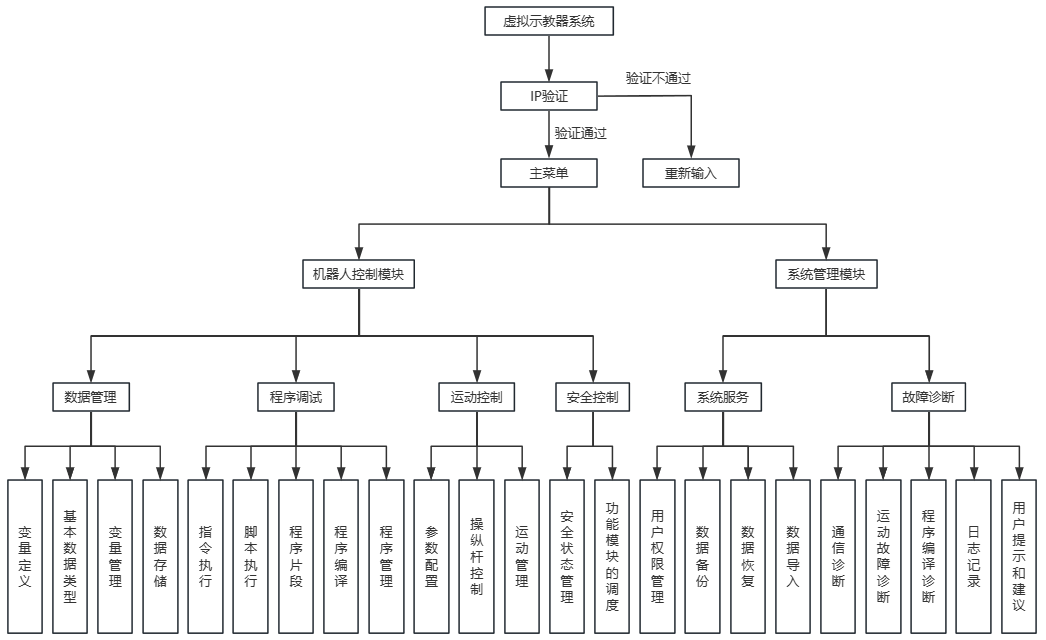 虚拟示教器系统
验证不通过
IP验证
验证通过
主菜单
重新输入
机器人控制模块
系统管理模块
数据管理
程序调试
运动控制
安全控制
系统服务
故障诊断
变量定义
基本数据类型
变量管理
数据存储
指令执行
脚本执行
程序片段
程序编译
程序管理
参数配置
操纵杆控制
运动管理
安全状态管理
功能模块的调度
用户权限管理
数据备份
数据恢复
数据导入
通信诊断
运动故障诊断
程序编译诊断
日志记录
用户提示和建议